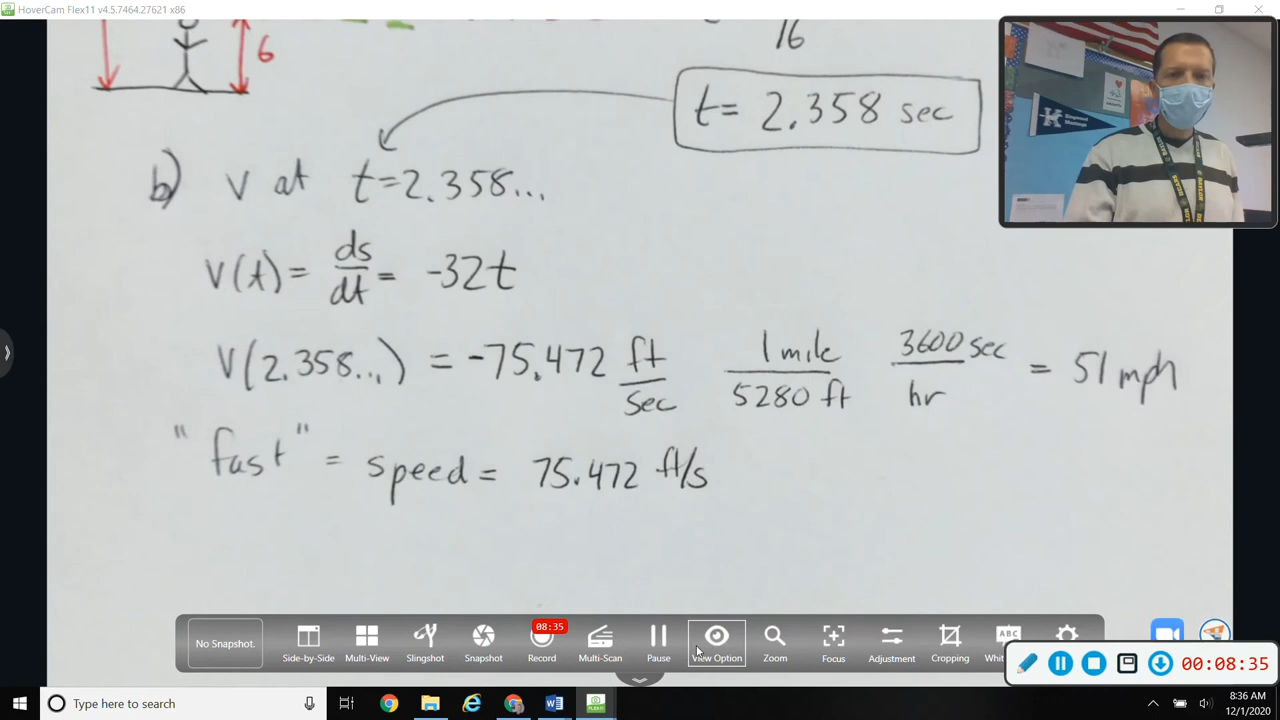 HoverCam Flex11 v4.5.7464.27621 x86
6
16
t= 2.358 sec
b) v at t=2.358...
v(t)= ds/dt = -32t
v(2.358...) = -75.472 ft/sec 1 mile/5280 ft 3600 sec/hr = 51 mph
"fast" = speed = 75.472 ft/s
No Snapshot.
Side-by-Side
Multi-View
Slingshot
Snapshot
08:35
Record
Multi-Scan
Pause
View Option
Zoom
Focus
Adjustment
Cropping
ABC
Whit
00:08:35
Type here to search
8:36 AM
12/1/2020